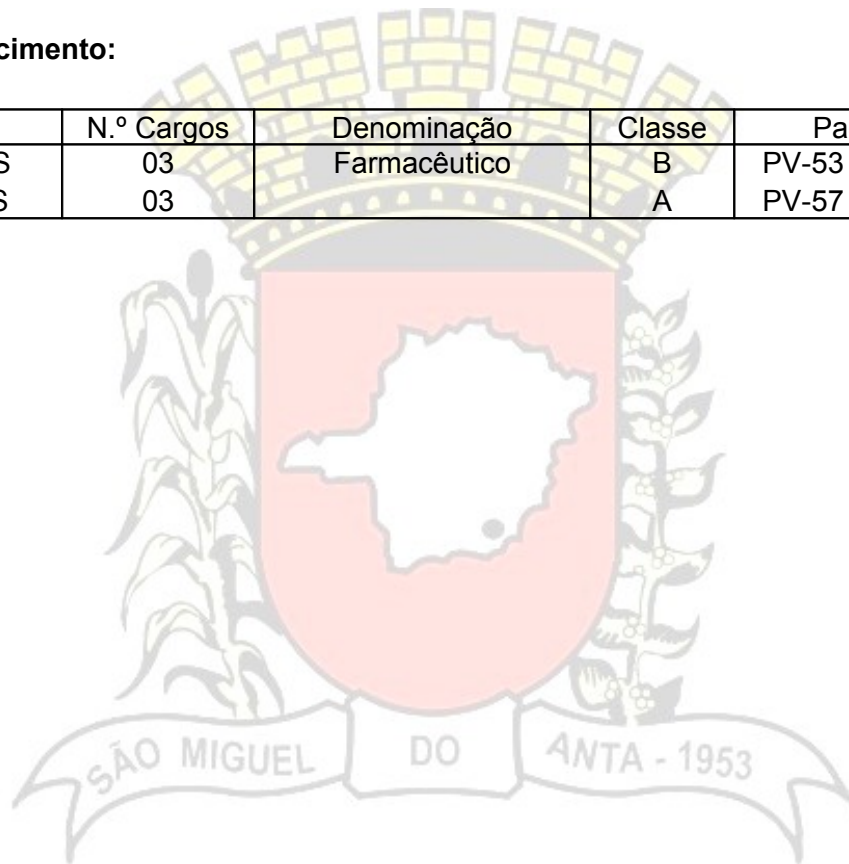 cimento:
N.º Cargos Denominação Classe Pa
S 03 Farmacêutico B PV-53
S 03 A PV-57
SÃO MIGUEL DO ANTA - 1953